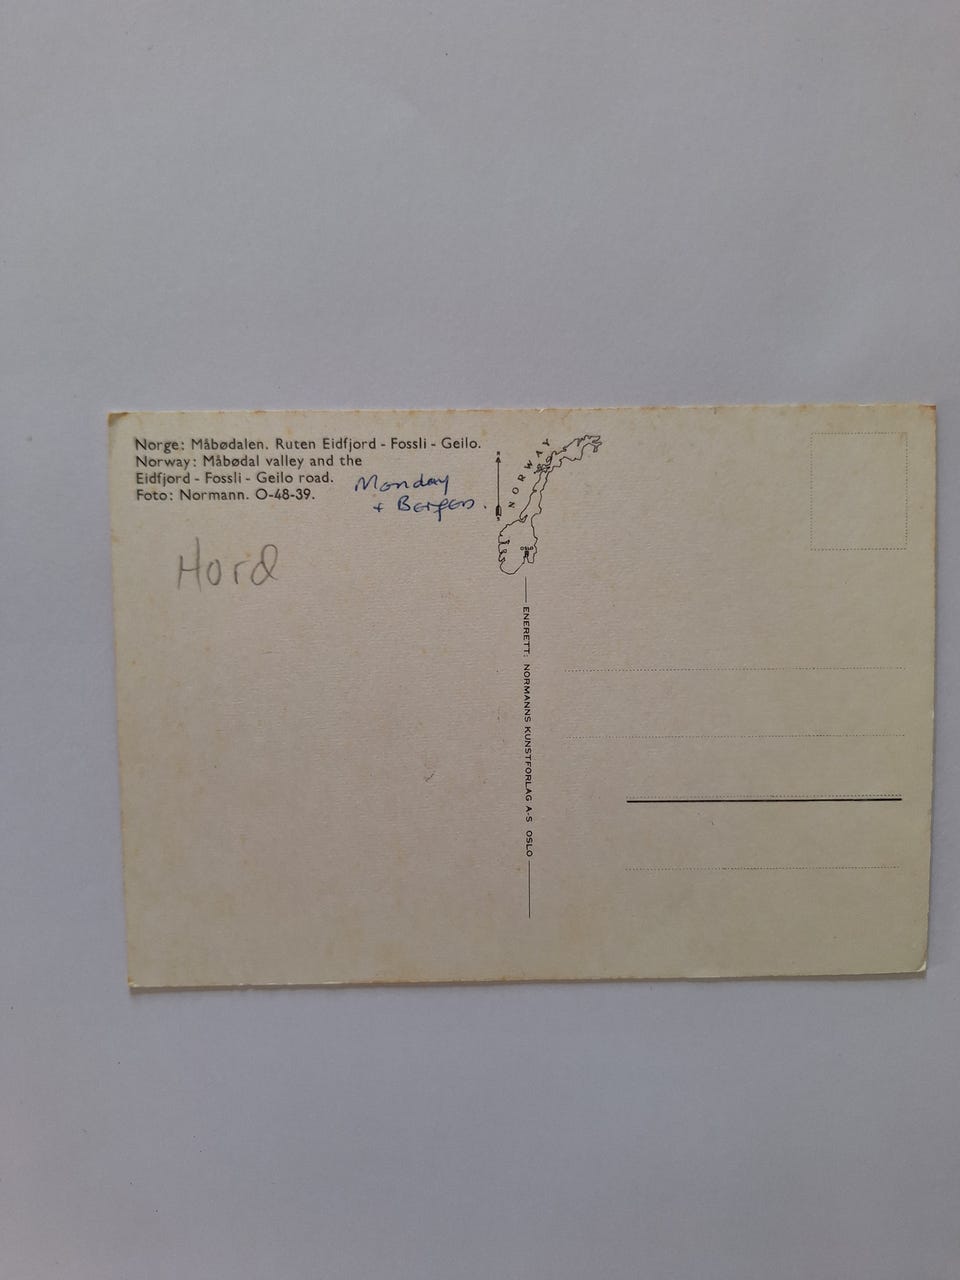 Norge: Måbødalen. Ruten Eidfjord - Fossli - Geilo.
Norway: Måbødal valley and the
Eidfjord - Fossli - Geilo road.
Foto: Normann. O-48-39.
Monday
+ Bergen.
Hord
NORWAY
ENERETT: NORMANNS KUNSTFORLAG A-S OSLO